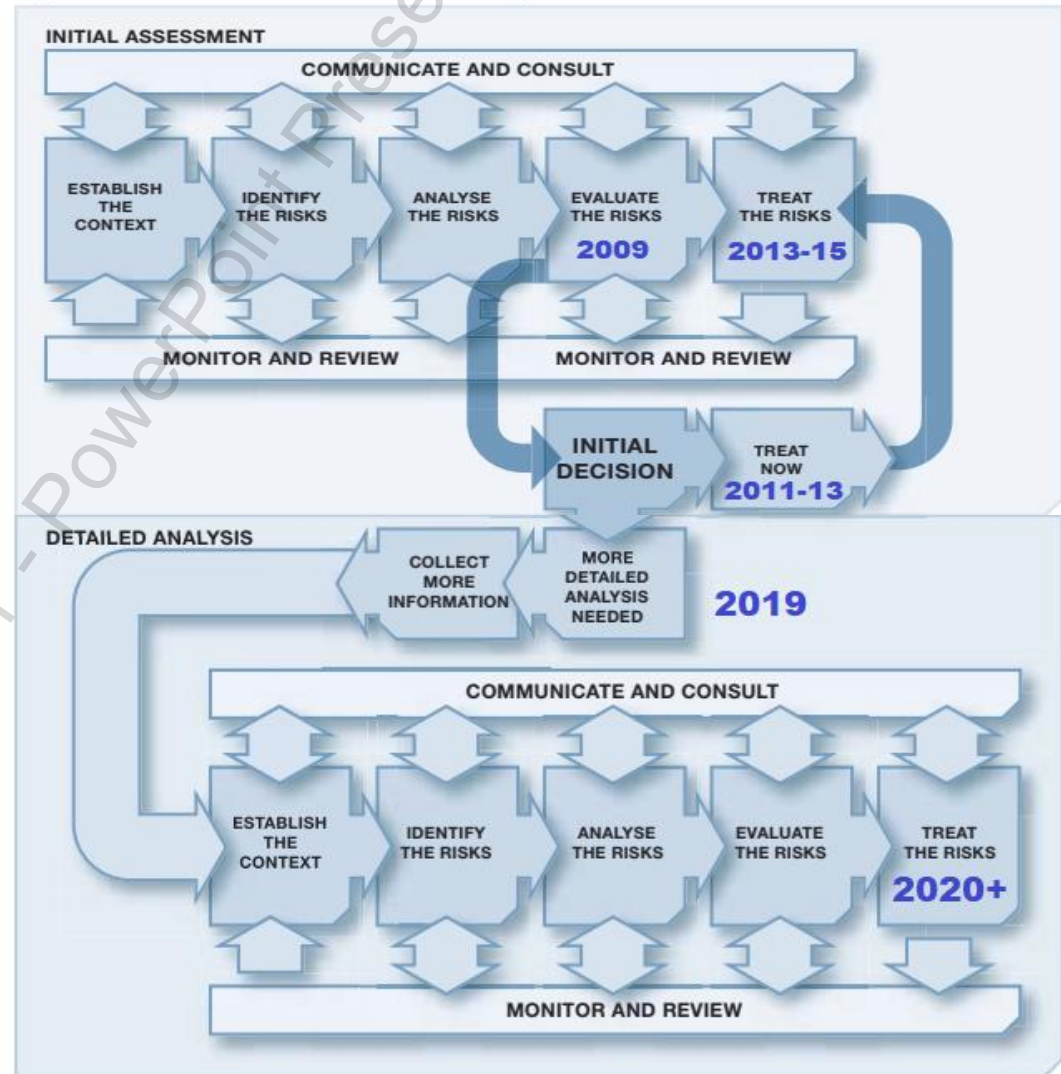 INITIAL ASSESSMENT
COMMUNICATE AND CONSULT
ESTABLISH
THE
CONTEXT
IDENTIFY
THE RISKS
ANALYSE
THE RISKS
EVALUATE
THE RISKS
2009
TREAT
THE RISKS
2013-15
MONITOR AND REVIEW
MONITOR AND REVIEW
INITIAL
DECISION
TREAT
NOW
2011-13
DETAILED ANALYSIS
COLLECT
MORE
INFORMATION
MORE
DETAILED
ANALYSIS
NEEDED
2019
COMMUNICATE AND CONSULT
ESTABLISH
THE
CONTEXT
IDENTIFY
THE RISKS
ANALYSE
THE RISKS
EVALUATE
THE RISKS
TREAT
THE RISKS
2020+
MONITOR AND REVIEW
- PowerPoint